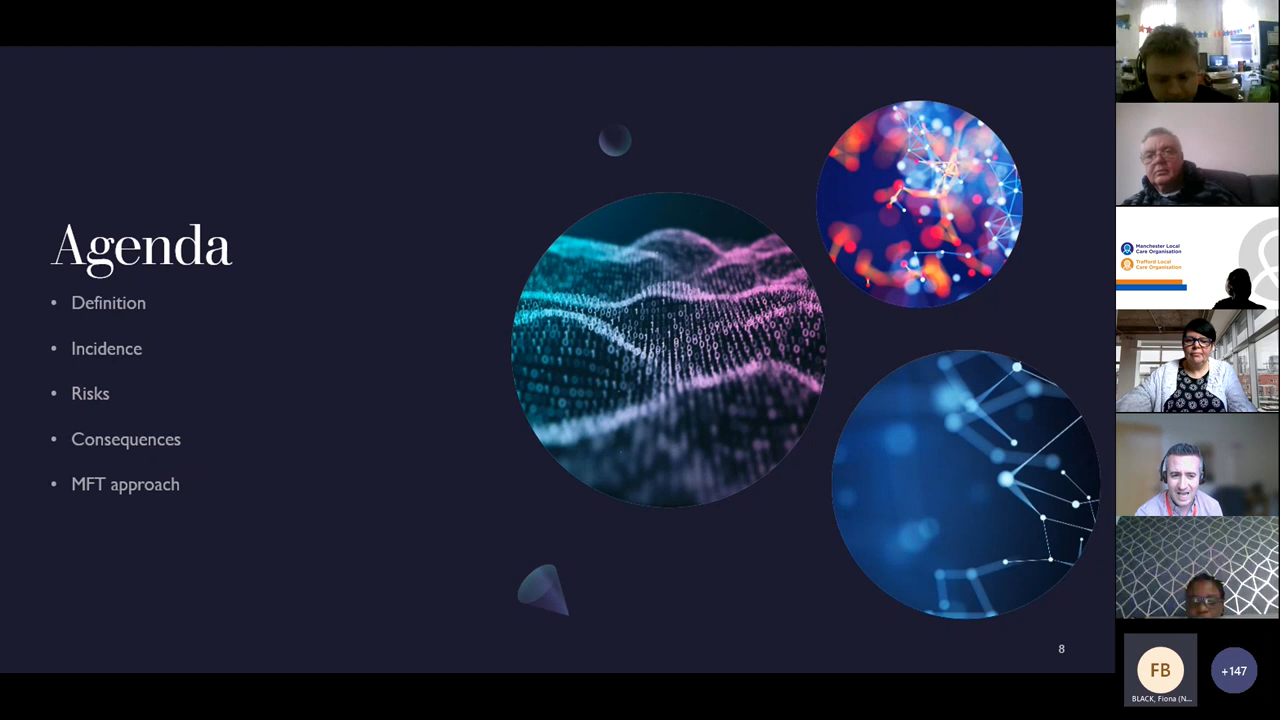 Agenda
• Definition
• Incidence
• Risks
• Consequences
• MFT approach
8
Manchester Local
Care Organisation
Trafford Local
Care Organisation
FB
BLACK, Fiona (N...
+147